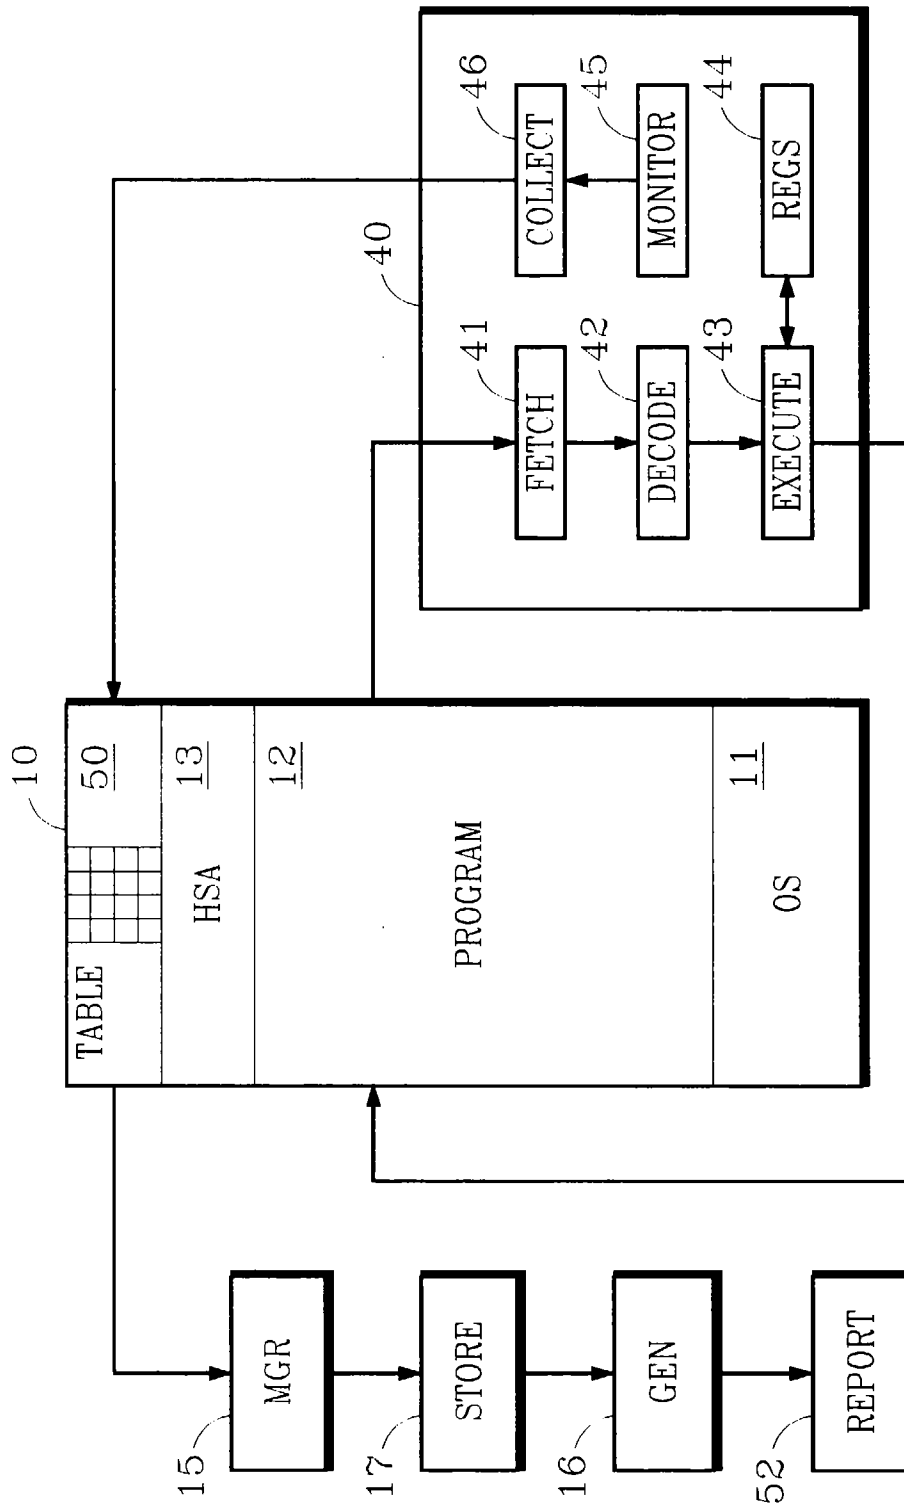 15
MGR
17
STORE
16
GEN
52
REPORT
10
TABLE
50
HSA
13
PROGRAM
12
OS
11
40
FETCH
41
DECODE
42
EXECUTE
43
COLLECT
46
MONITOR
45
REGS
44